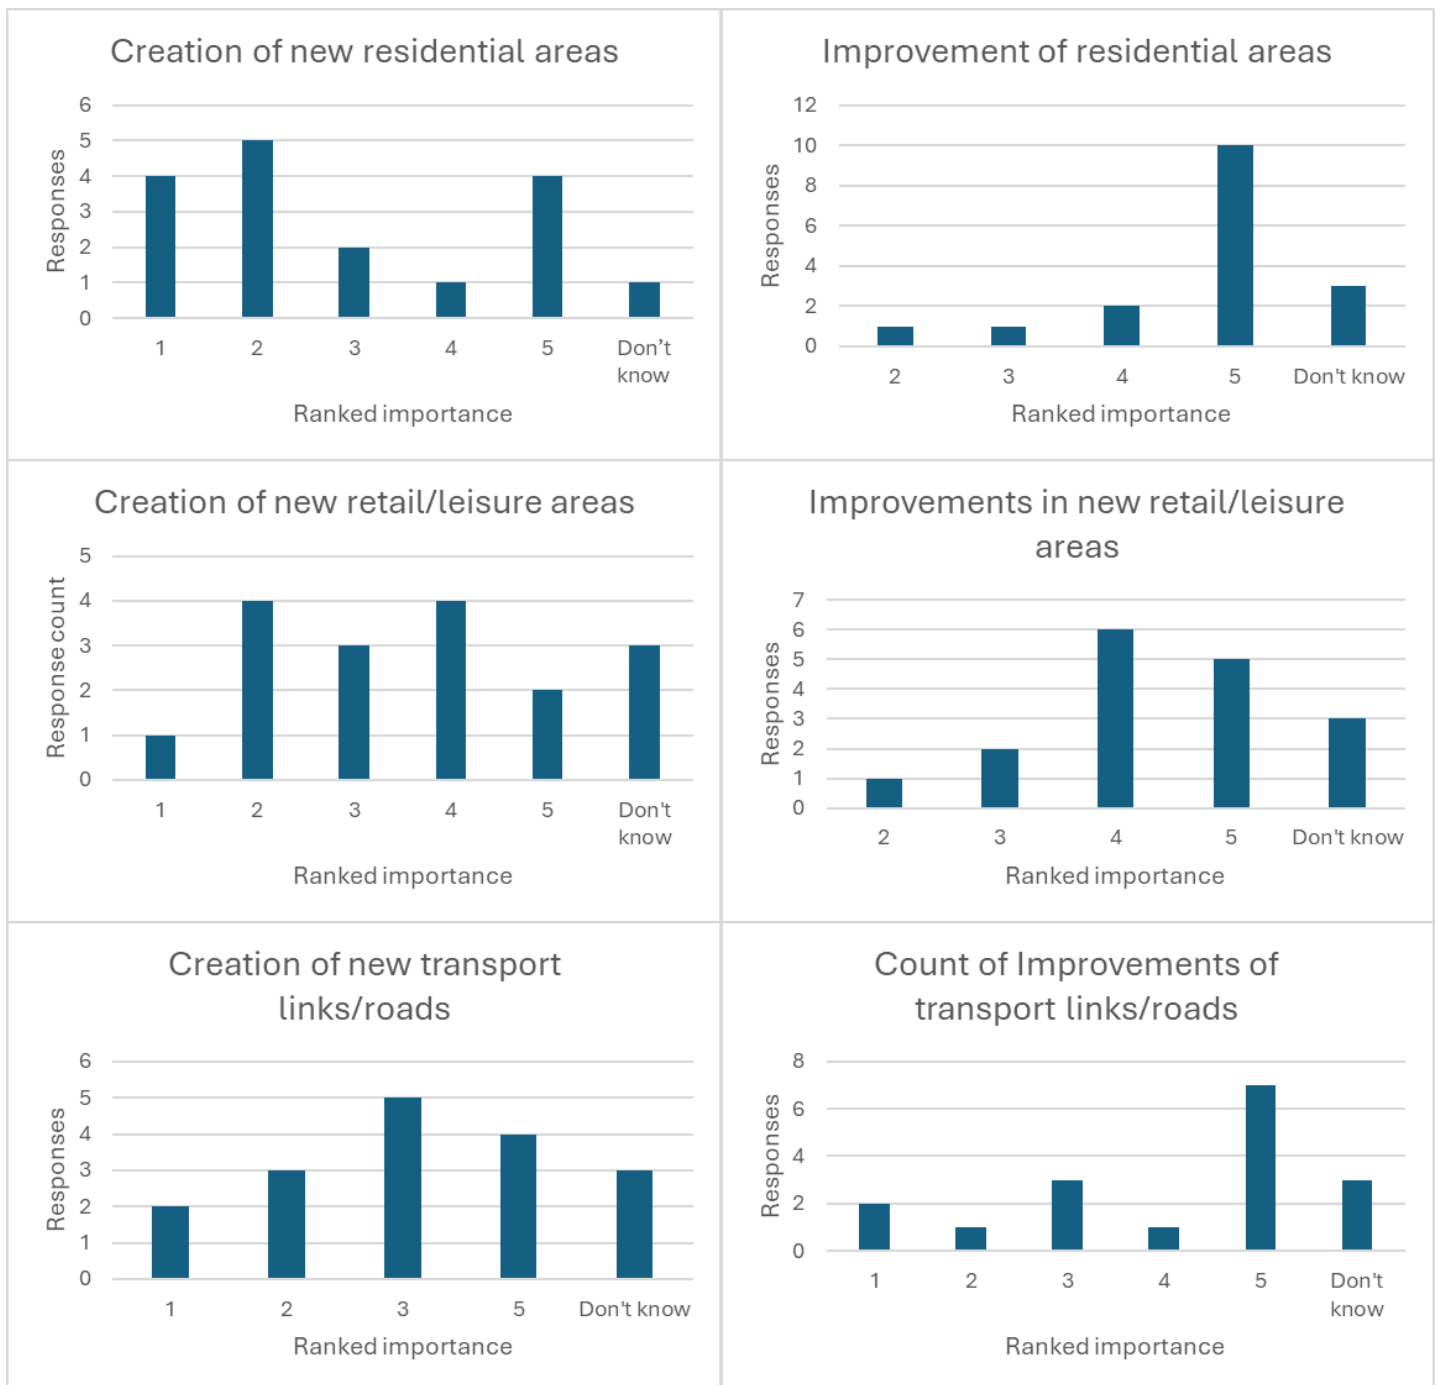 Creation of new residential areas
6
5
4
3
2
1
0
Responses
1 2 3 4 5 Don’t
know
Ranked importance
Improvement of residential areas
12
10
8
6
4
2
0
Responses
2 3 4 5 Don't know
Ranked importance
Creation of new retail/leisure areas
5
4
3
2
1
0
Response count
1 2 3 4 5 Don't
know
Ranked importance
Improvements in new retail/leisure
areas
7
6
5
4
3
2
1
0
Responses
2 3 4 5 Don't know
Ranked importance
Creation of new transport
links/roads
6
5
4
3
2
1
0
Responses
1 2 3 5 Don't know
Ranked importance
Count of Improvements of
transport links/roads
8
6
4
2
0
Responses
1 2 3 4 5 Don't
know
Ranked importance